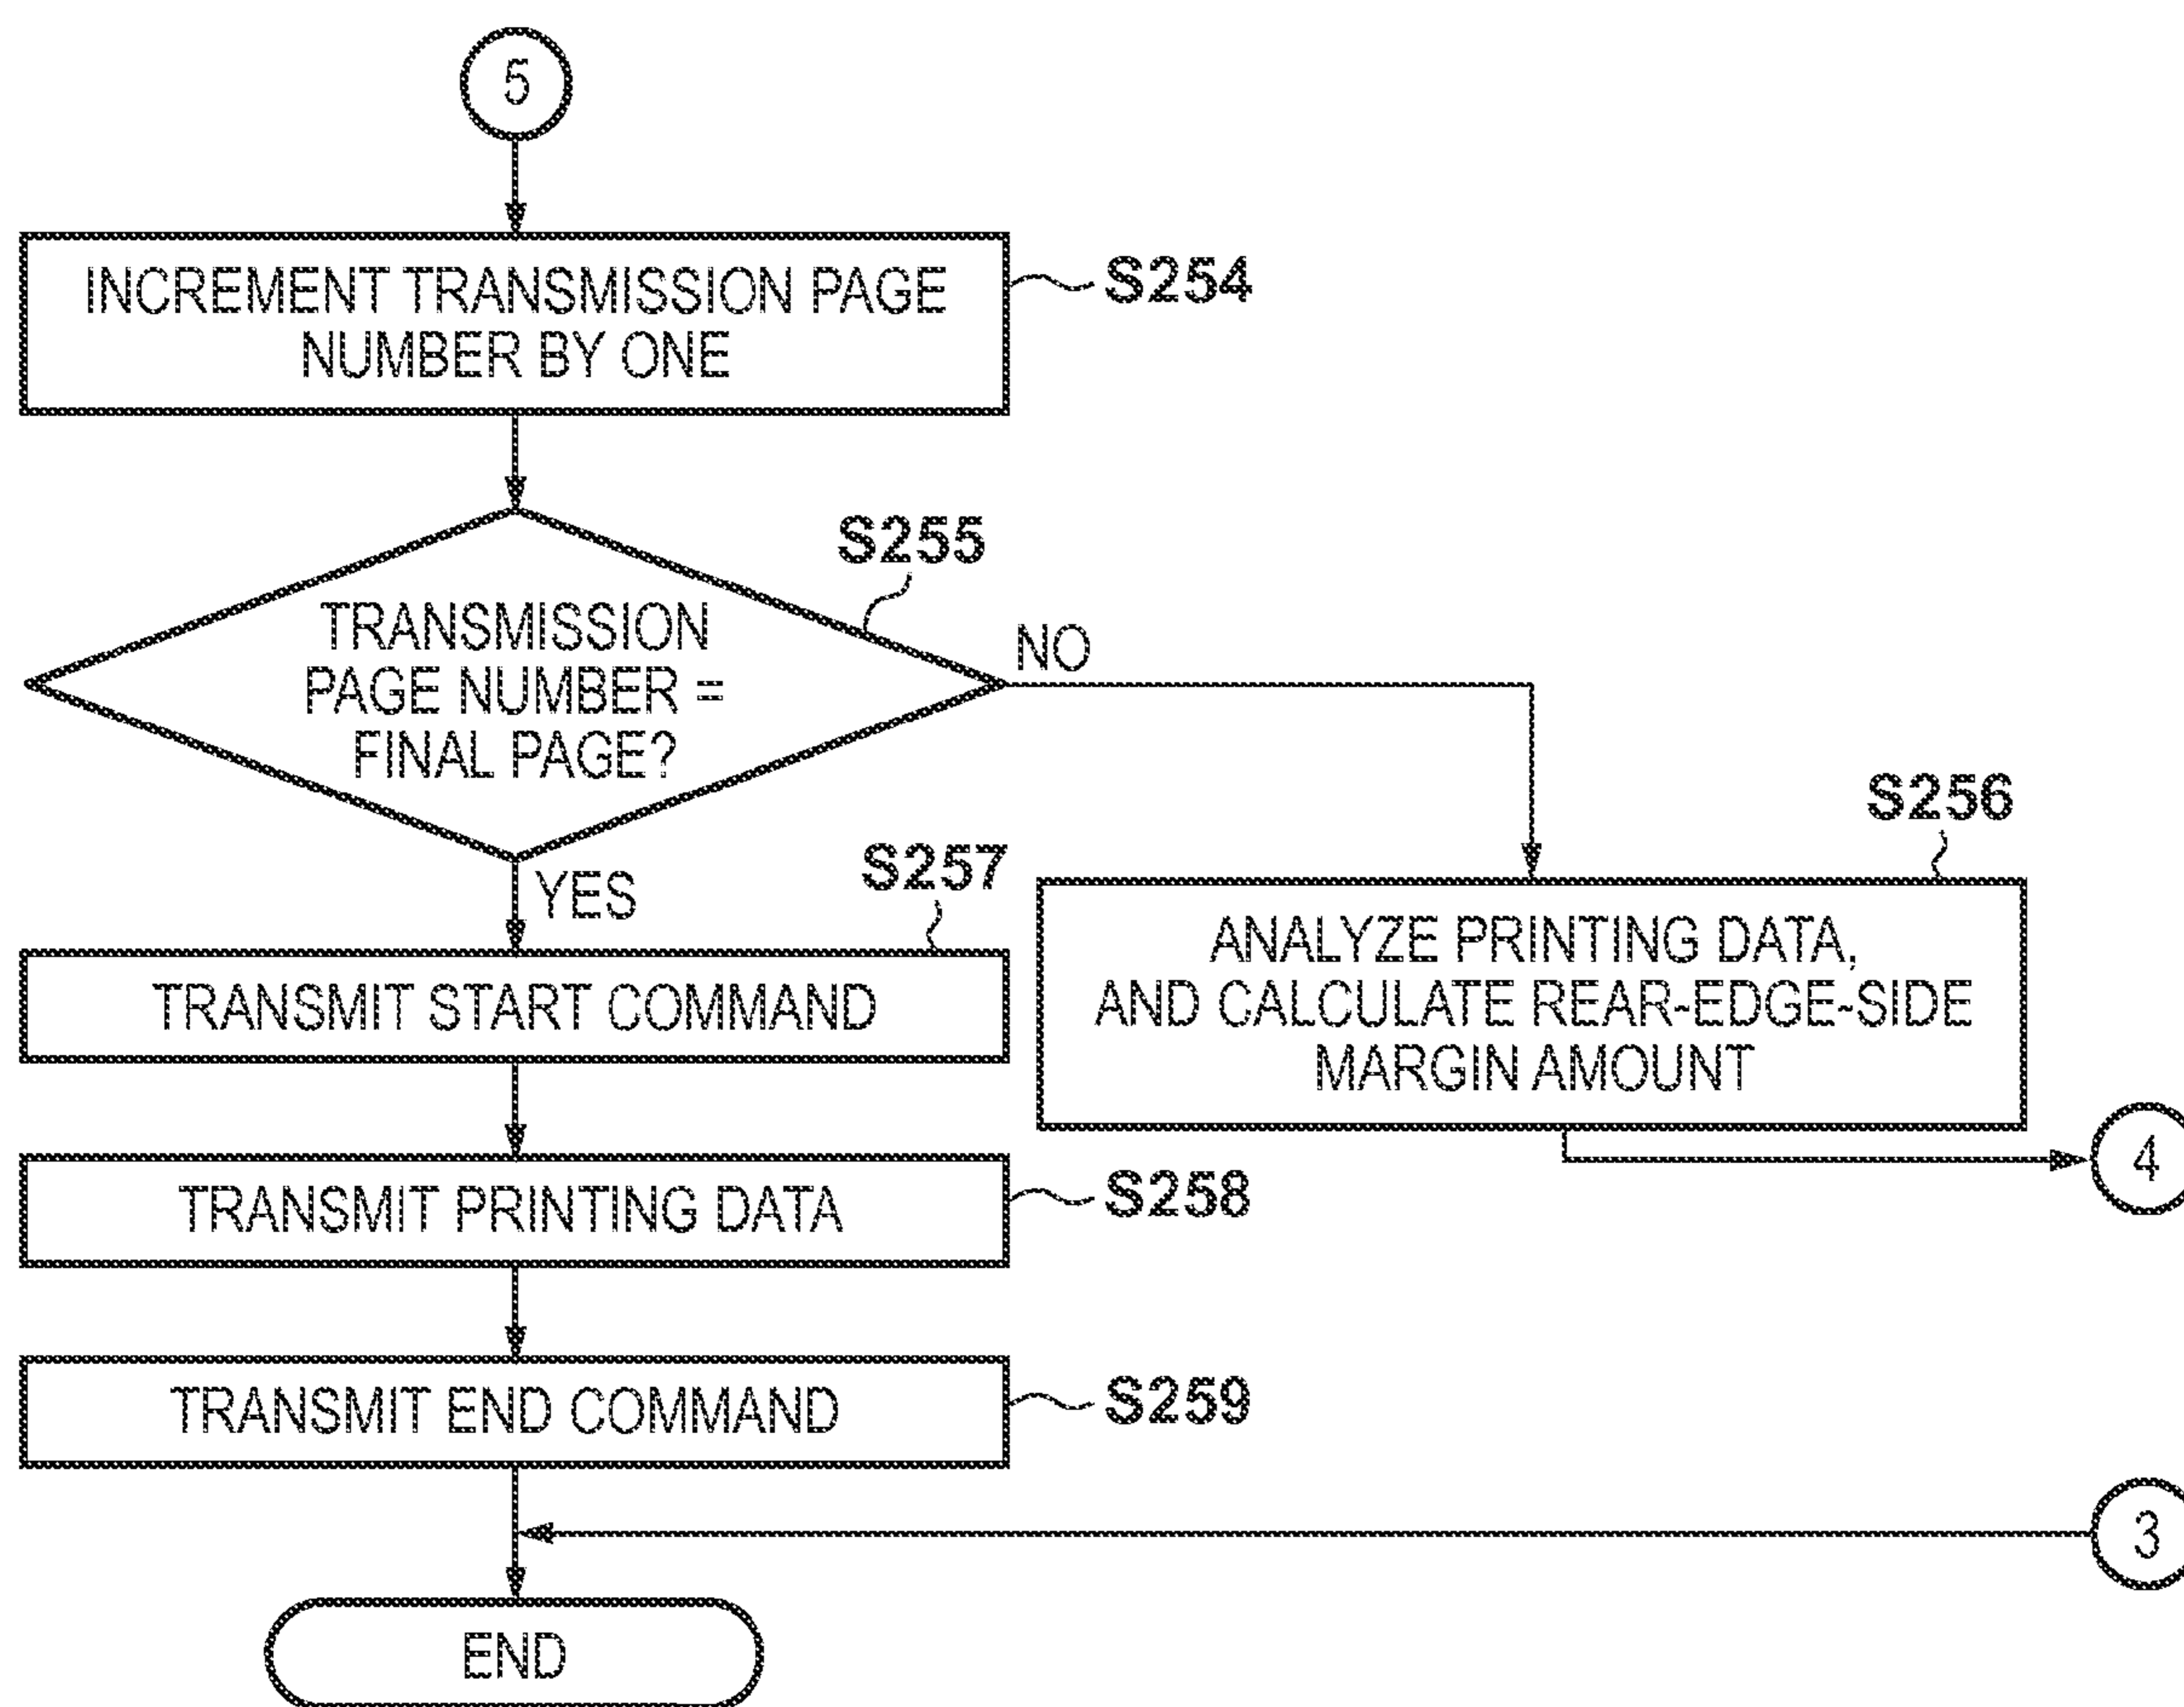 5
INCREMENT TRANSMISSION PAGE
NUMBER BY ONE
S254
S255
TRANSMISSION
PAGE NUMBER =
FINAL PAGE?
NO
YES
S256
ANALYZE PRINTING DATA,
AND CALCULATE REAR-EDGE-SIDE
MARGIN AMOUNT
4
S257
TRANSMIT START COMMAND
TRANSMIT PRINTING DATA
S258
TRANSMIT END COMMAND
S259
3
END